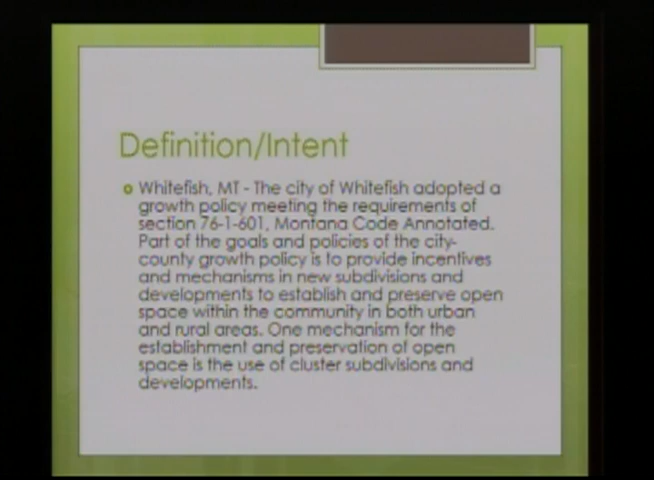 Definition/Intent
Whitefish, MT - The city of Whitefish adopted a
growth policy meeting the requirements of
section 76-1-601, Montana Code Annotated.
Part of the goals and policies of the city-
county growth policy is to provide incentives
and mechanisms in new subdivisions and
developments to establish and preserve open
space within the community in both urban
and rural areas. One mechanism for the
establishment and preservation of open
space is the use of cluster subdivisions and
developments.